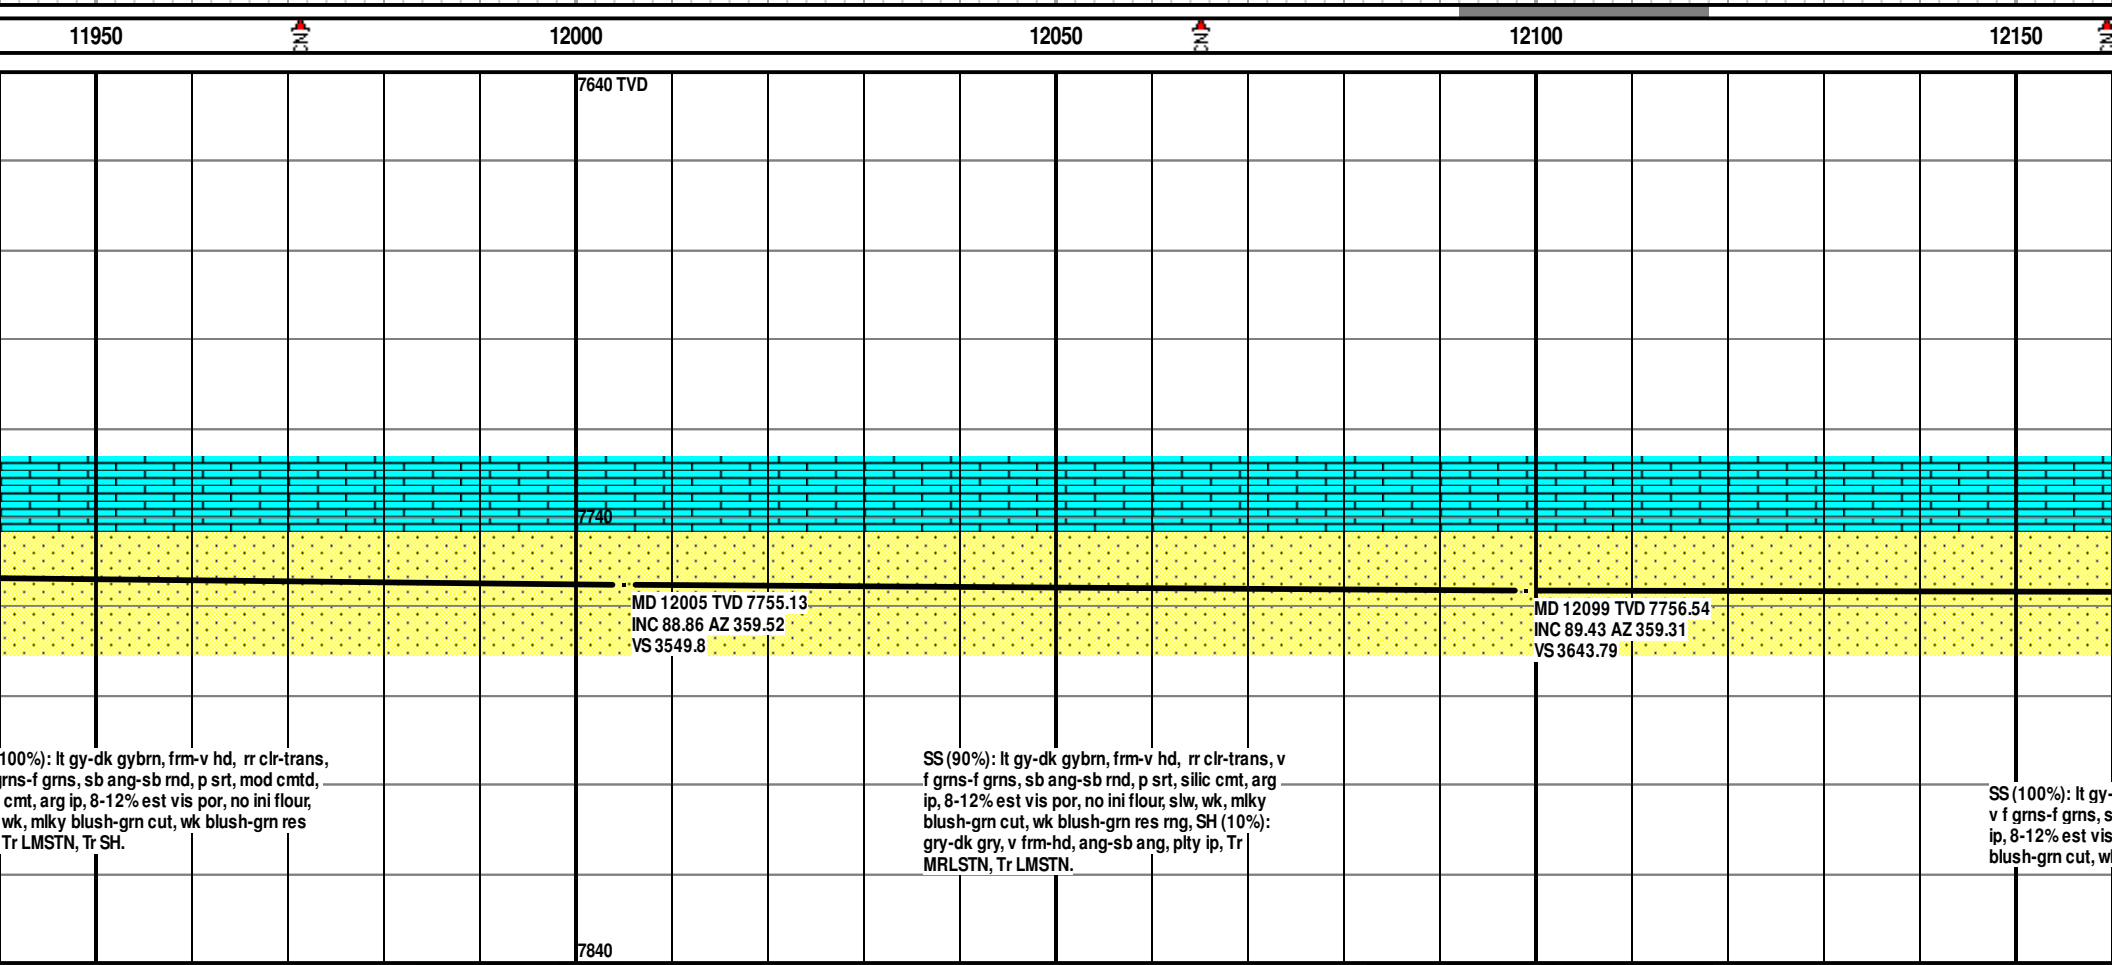 11950
CN
12000
12050
CN
12100
12150
CN
7640 TVD
7740
MD 12005 TVD 7755.13
INC 88.86 AZ 359.52
VS 3549.8
MD 12099 TVD 7756.54
INC 89.43 AZ 359.31
VS 3643.79
100%): lt gy-dk gybrn, frm-v hd, rr clr-trans,
grns-f grns, sb ang-sb rnd, p srt, mod cmtd,
cmt, arg ip, 8-12% est vis por, no ini flour,
wk, mlky blush-grn cut, wk blush-grn res
Tr LMSTN, Tr SH.
SS (90%): lt gy-dk gybrn, frm-v hd, rr clr-trans, v
f grns-f grns, sb ang-sb rnd, p srt, silic cmt, arg
ip, 8-12% est vis por, no ini flour, slw, wk, mlky
blush-grn cut, wk blush-grn res rng, SH (10%):
gry-dk gry, v frm-hd, ang-sb ang, plty ip, Tr
MRLSTN, Tr LMSTN.
SS (100%): lt gy-
v f grns-f grns, s
ip, 8-12% est vis
blush-grn cut, w
7840